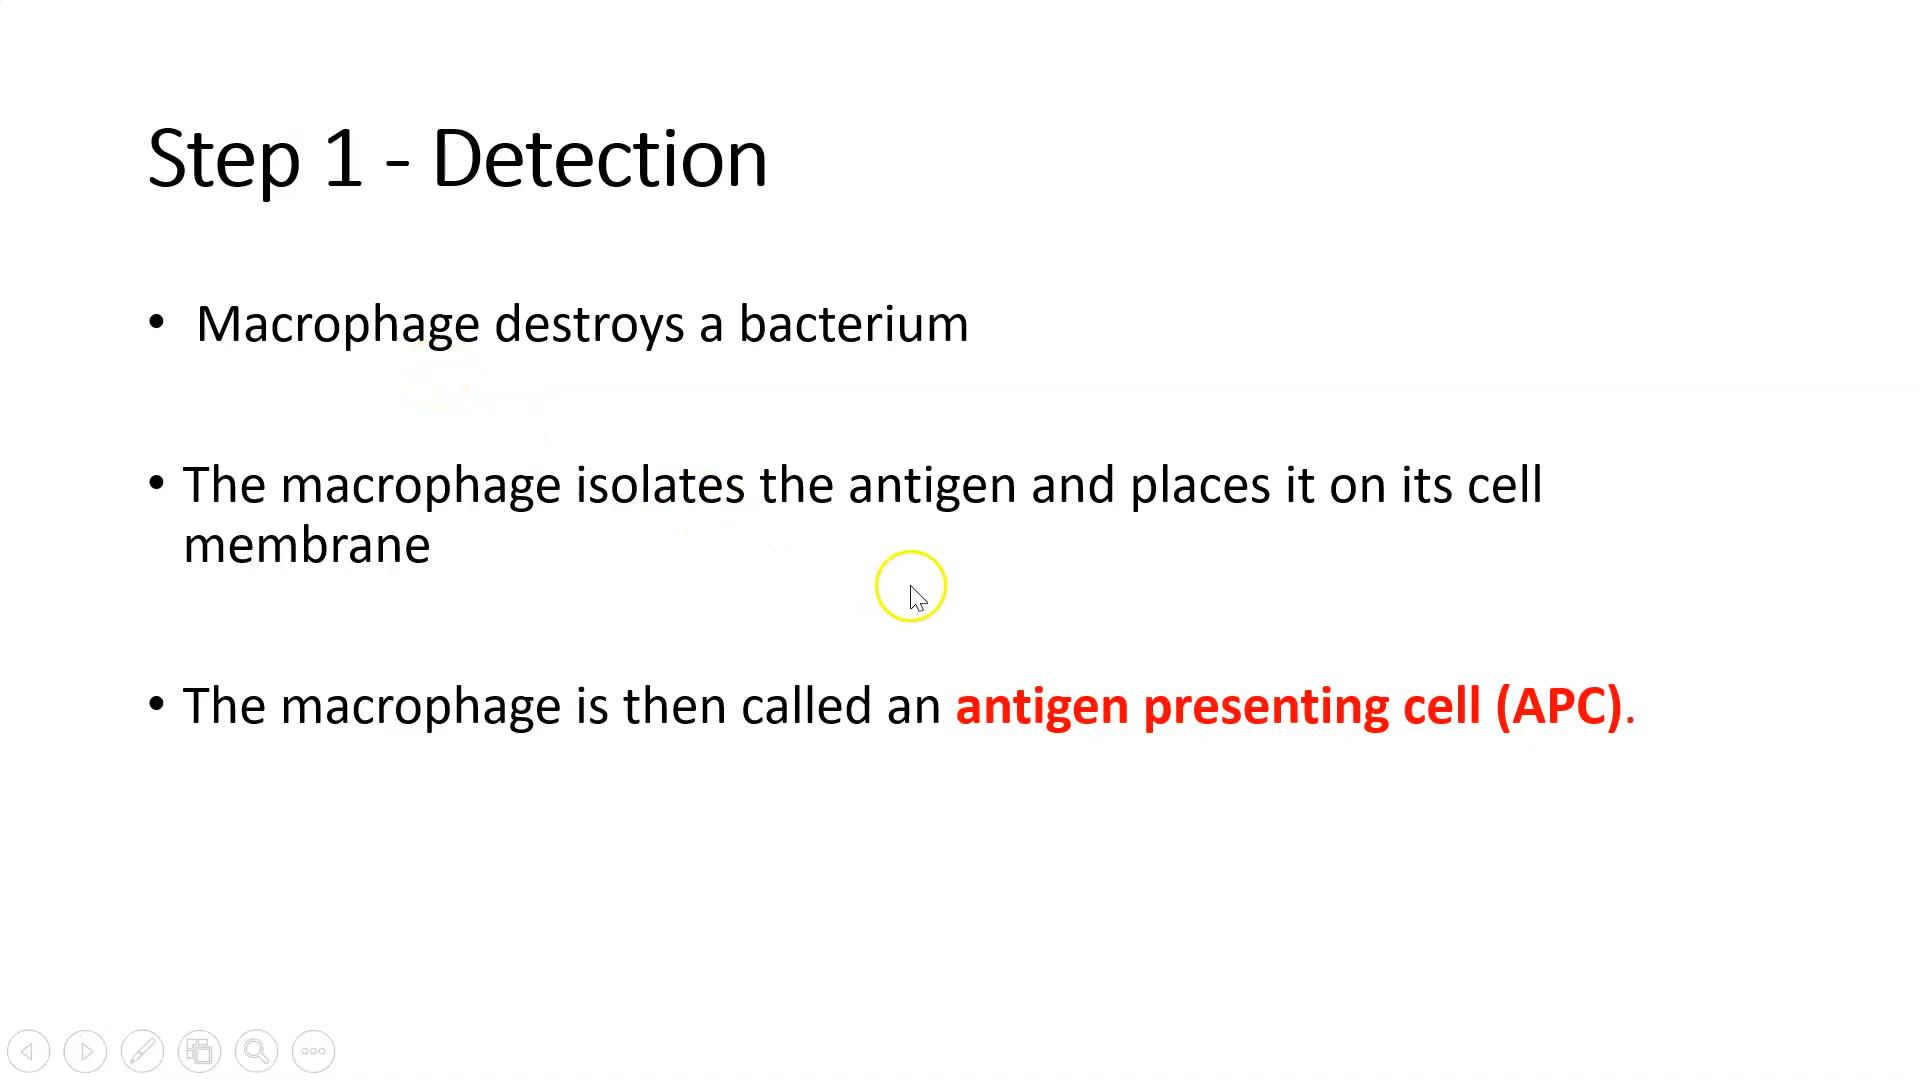 Step 1 - Detection
• Macrophage destroys a bacterium
• The macrophage isolates the antigen and places it on its cell
membrane
• The macrophage is then called an antigen presenting cell (APC).